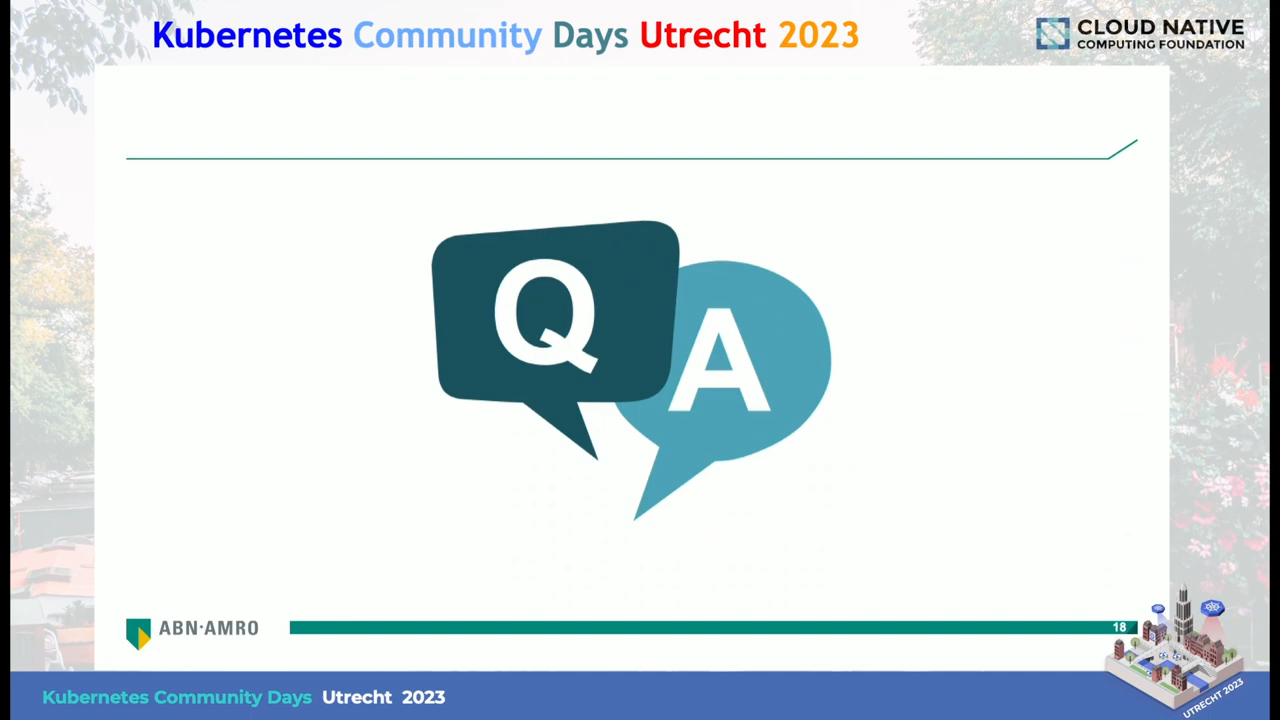 Kubernetes Community Days Utrecht 2023
CLOUD NATIVE
COMPUTING FOUNDATION
Q
A
ABN·AMRO
18
Kubernetes Community Days Utrecht 2023
UTRECHT 2023